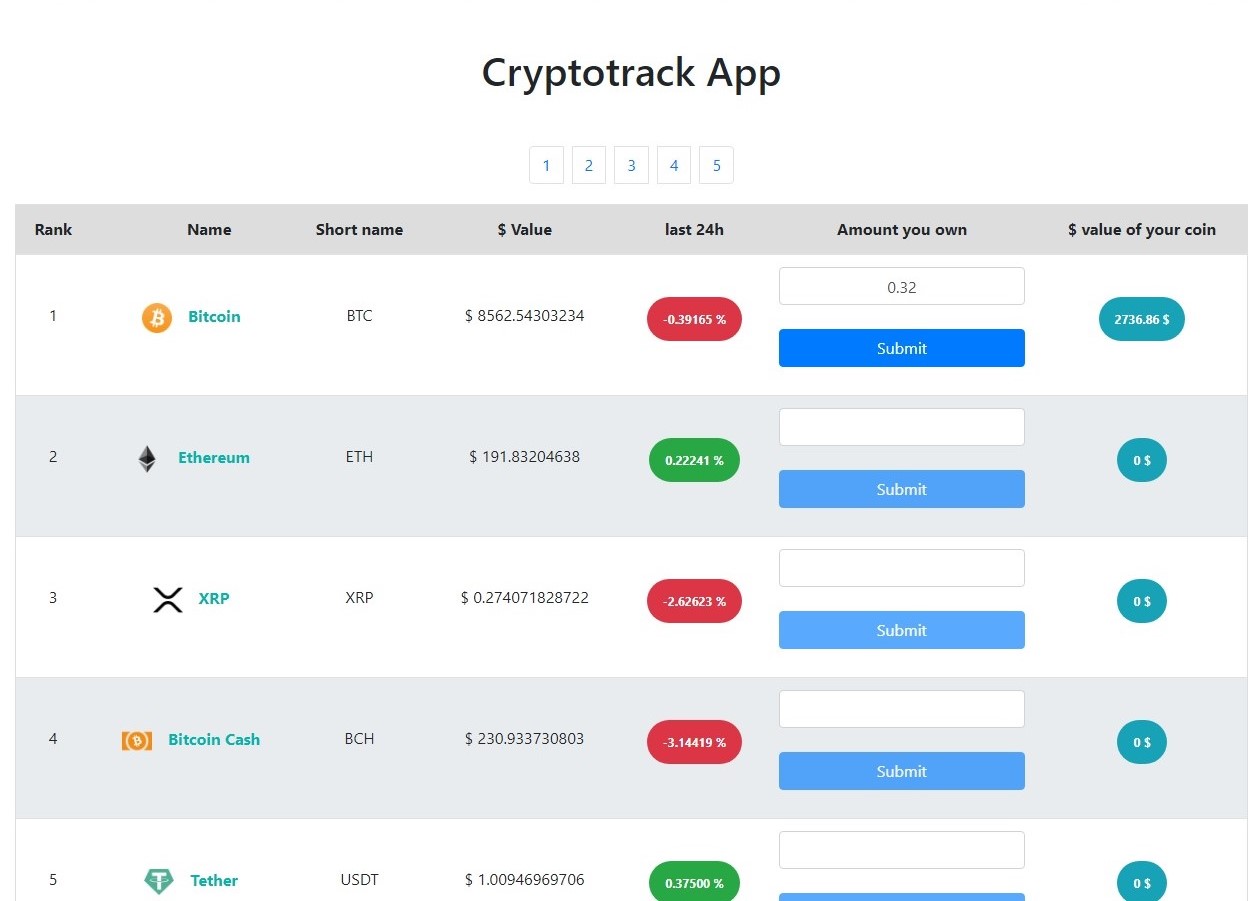 Cryptotrack App
1 2 3 4 5
Rank Name Short name $ Value last 24h Amount you own $ value of your coin
1 Bitcoin BTC $ 8562.54303234 -0.39165 % 0.32 2736.86 $
Submit
2 Ethereum ETH $ 191.83204638 0.22241 % 0 $
Submit
3 XRP XRP $ 0.274071828722 -2.62623 % 0 $
Submit
4 Bitcoin Cash BCH $ 230.933730803 -3.14419 % 0 $
Submit
5 Tether USDT $ 1.00946969706 0.37500 % 0 $